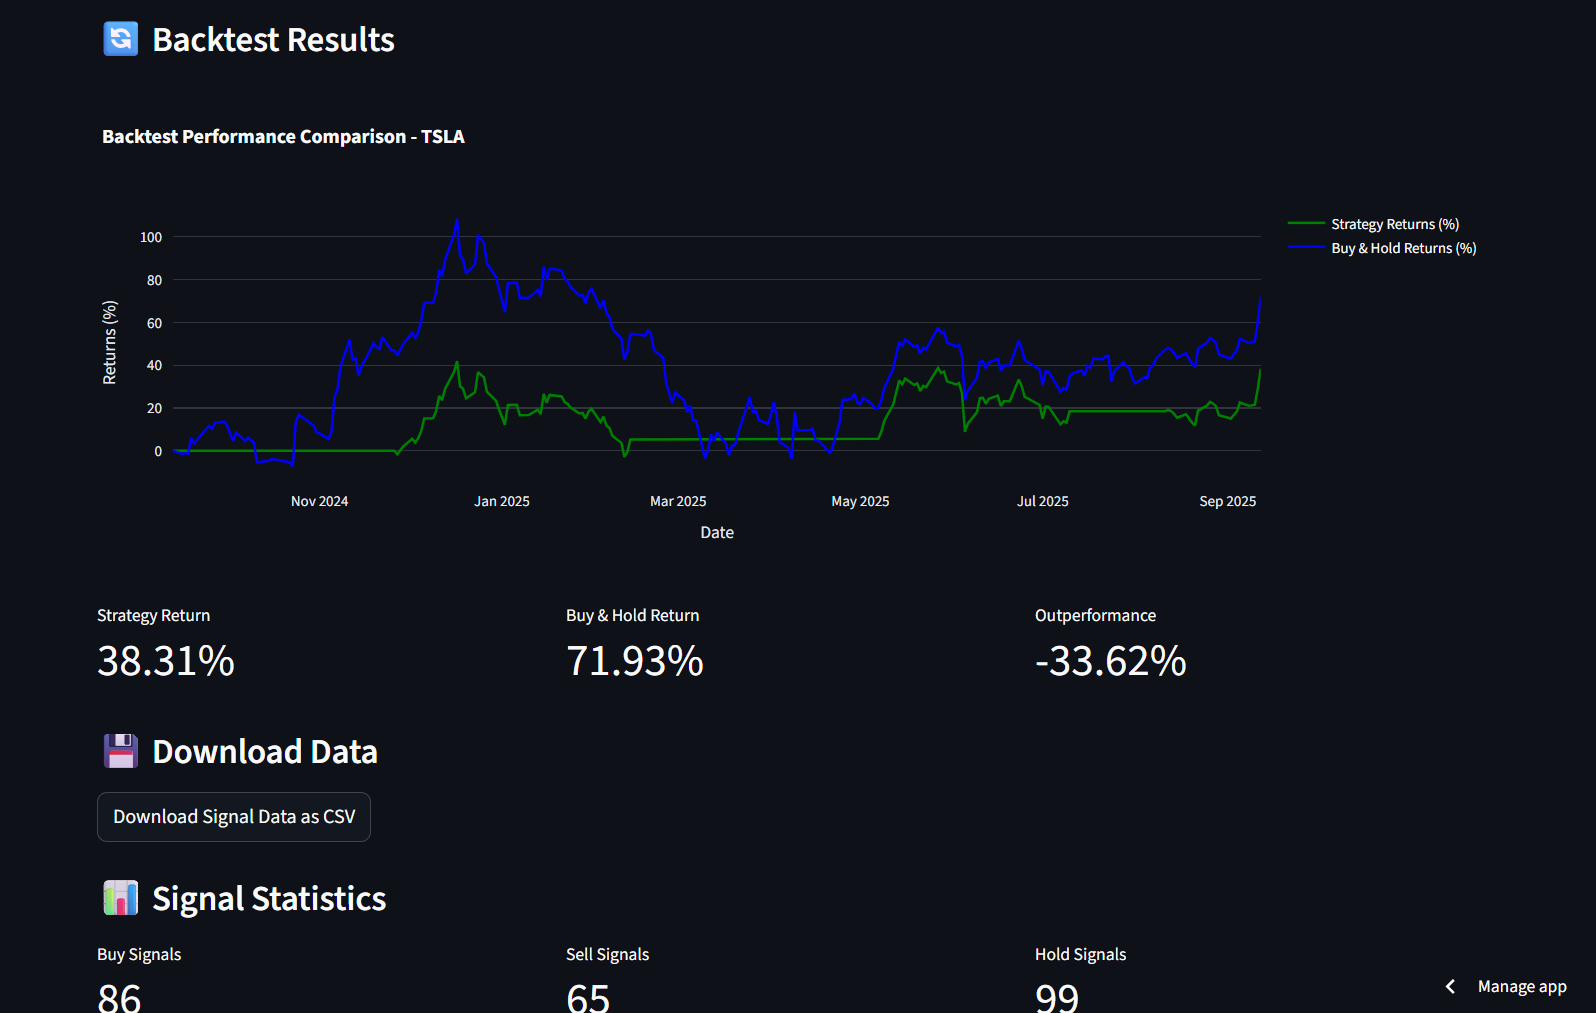 Backtest Results
Backtest Performance Comparison - TSLA
Strategy Returns (%)
Buy & Hold Returns (%)
Returns (%)
100
80
60
40
20
0
Nov 2024 Jan 2025 Mar 2025 May 2025 Jul 2025 Sep 2025
Date
Strategy Return Buy & Hold Return Outperformance
38.31% 71.93% -33.62%
Download Data
Download Signal Data as CSV
Signal Statistics
Buy Signals Sell Signals Hold Signals
86 65 99
Manage app